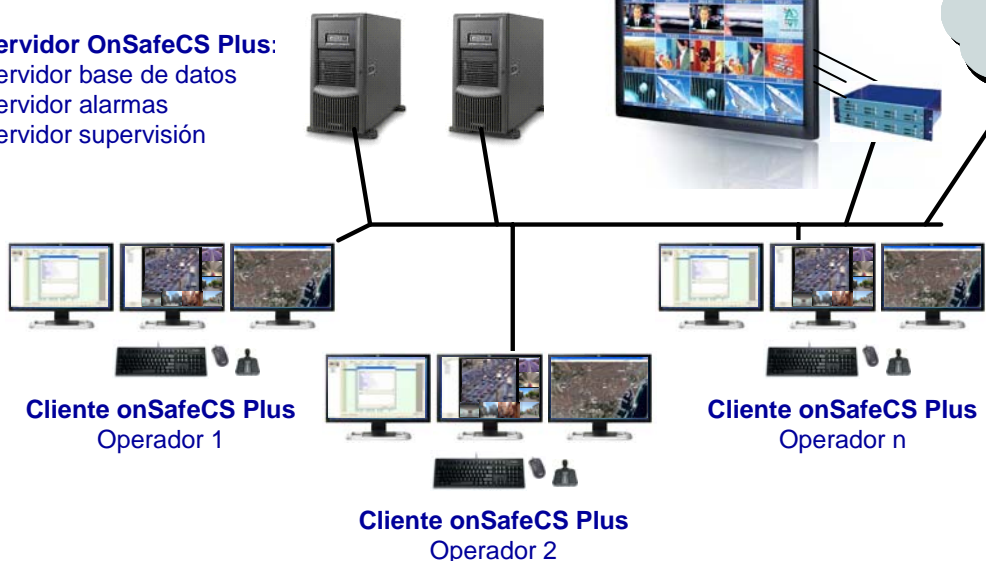 ervidor OnSafeCS Plus:
ervidor base de datos
ervidor alarmas
ervidor supervisión
Cliente onSafeCS Plus
Operador 1
Cliente onSafeCS Plus
Operador n
Cliente onSafeCS Plus
Operador 2